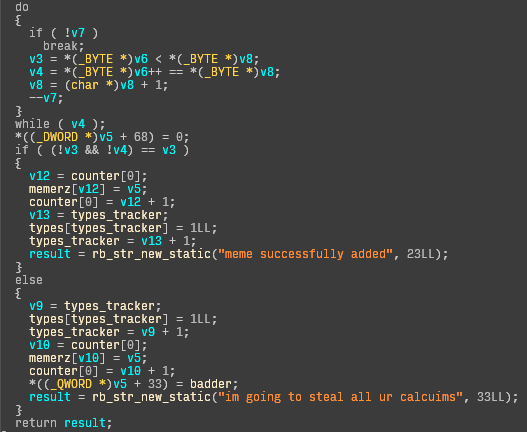 do
{
  if ( !v7 )
    break;
  v3 = *(_BYTE *)v6 < *(_BYTE *)v8;
  v4 = *(_BYTE *)v6++ == *(_BYTE *)v8;
  v8 = (char *)v8 + 1;
  --v7;
}
while ( v4 );
*((_DWORD *)v5 + 68) = 0;
if ( (!v3 && !v4) == v3 )
{
  v12 = counter[0];
  memerz[v12] = v5;
  counter[0] = v12 + 1;
  v13 = types_tracker;
  types[types_tracker] = 1LL;
  types_tracker = v13 + 1;
  result = rb_str_new_static("meme successfully added", 23LL);
}
else
{
  v9 = types_tracker;
  types[types_tracker] = 1LL;
  types_tracker = v9 + 1;
  v10 = counter[0];
  memerz[v10] = v5;
  counter[0] = v10 + 1;
  *((_QWORD *)v5 + 33) = badder;
  result = rb_str_new_static("im going to steal all ur calcuims", 33LL);
}
return result;